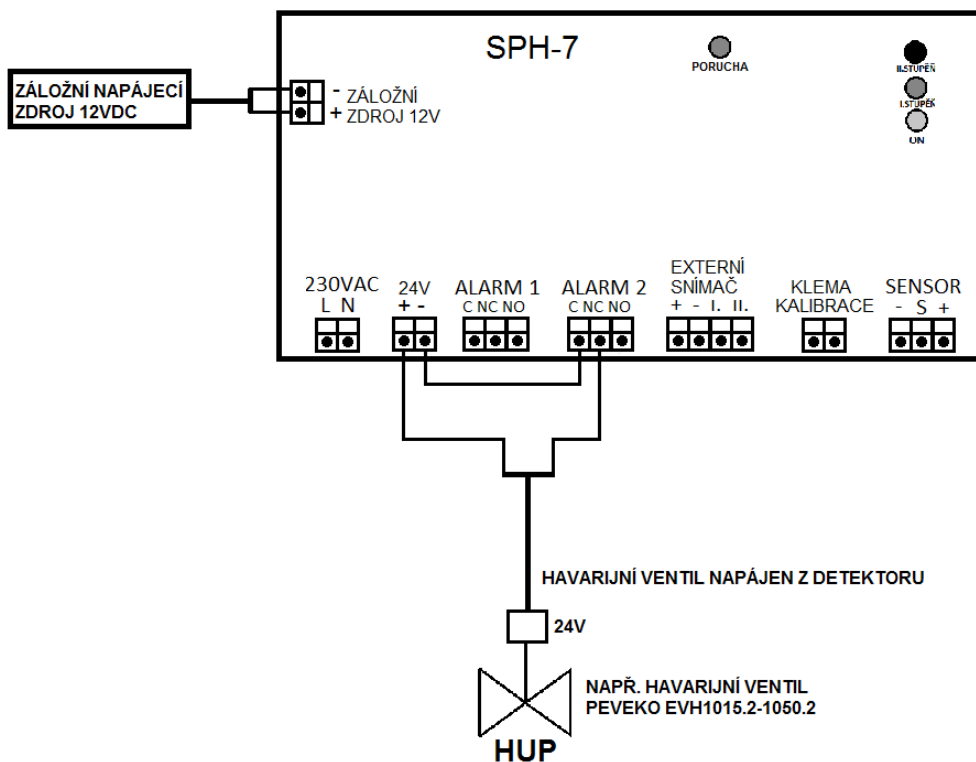 SPH-7
PORUCHA
II.STUPĚŇ
I.STUPĚŇ
ON
ZÁLOŽNÍ NAPÁJECÍ
ZDROJ 12VDC
- ZÁLOŽNÍ
+ ZDROJ 12V
230VAC
L N
24V
+ -
ALARM 1
C NC NO
ALARM 2
C NC NO
EXTERNÍ
SNÍMAČ
+ - I. II.
KLEMA
KALIBRACE
SENSOR
- S +
HAVARIJNÍ VENTIL NAPÁJEN Z DETEKTORU
24V
NAPŘ. HAVARIJNÍ VENTIL
PEVEKO EVH1015.2-1050.2
HUP